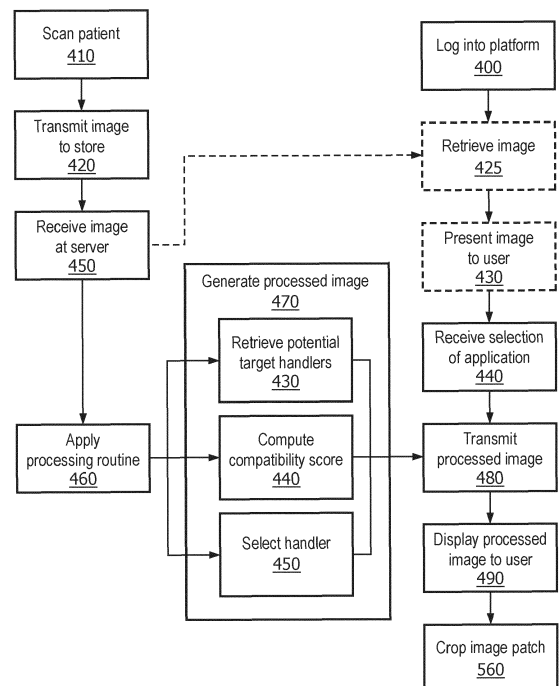 Scan patient
410
Transmit image
to store
420
Receive image
at server
450
Apply
processing routine
460
Generate processed image
470
Retrieve potential
target handlers
430
Compute
compatibility score
440
Select handler
450
Log into platform
400
Retrieve image
425
Present image
to user
430
Receive selection
of application
440
Transmit
processed image
480
Display processed
image to user
490
Crop image patch
560